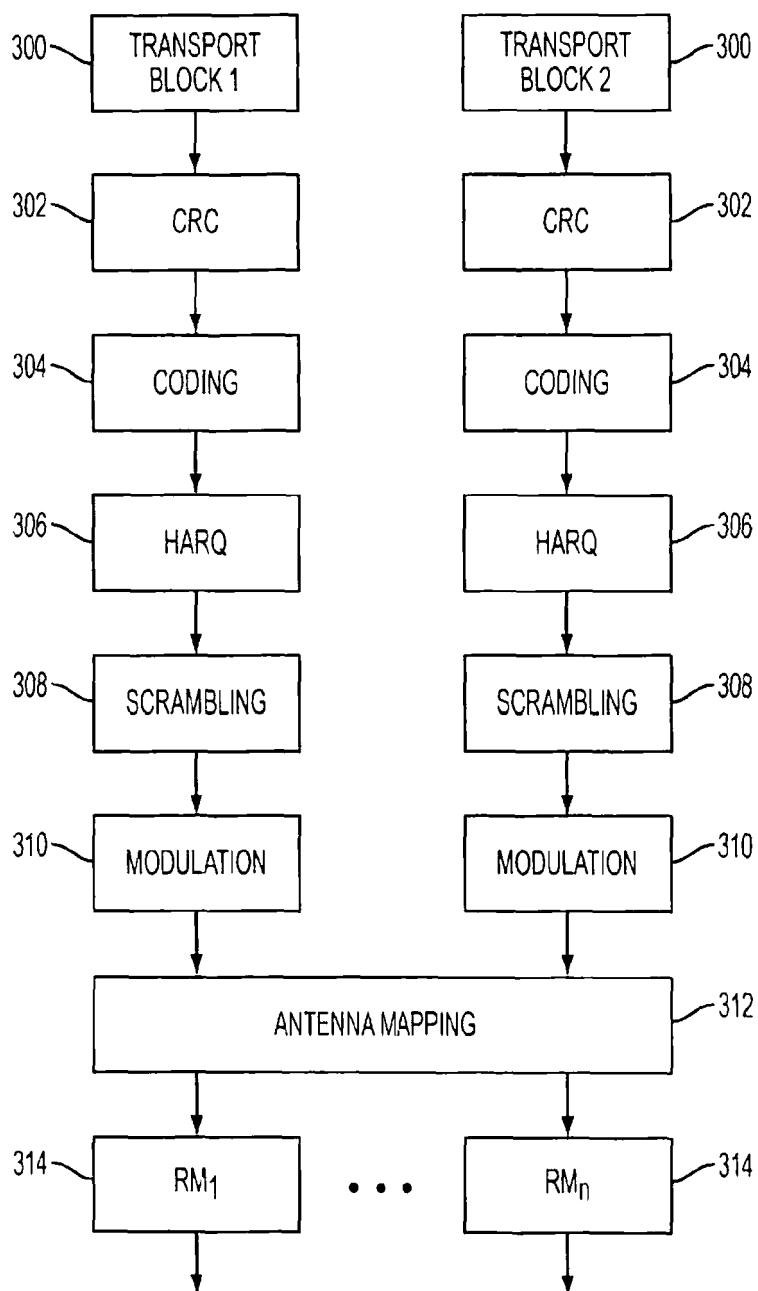 300 TRANSPORT BLOCK 1 TRANSPORT BLOCK 2 300
302 CRC CRC 302
304 CODING CODING 304
306 HARQ HARQ 306
308 SCRAMBLING SCRAMBLING 308
310 MODULATION MODULATION 310
ANTENNA MAPPING 312
314 RM1 • • • RMn 314